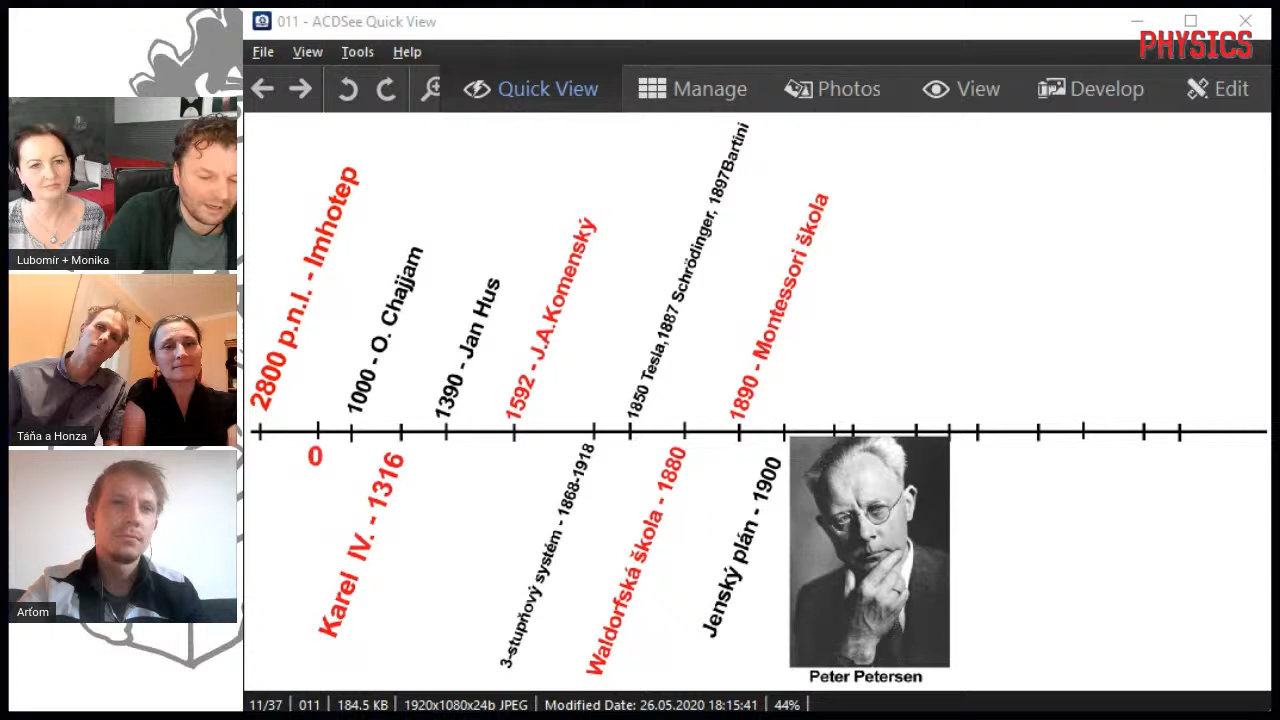 011 - ACDSee Quick View
PHYSICS
File View Tools Help
Quick View Manage Photos View Develop Edit
2800 p.n.l. - Imhotep
1000 - O. Chajjam
1390 - Jan Hus
1592 - J.A.Komenský
1850 Tesla,1887 Schrödinger, 1897Bartini
1890 - Montessori škola
0
Karel IV. - 1316
3-stupňový systém - 1868-1918
Waldorfská škola - 1880
Jenský plán - 1900
Peter Petersen
Lubomír + Monika
Táňa a Honza
Arťom
11/37 011 184.5 KB 1920x1080x24b JPEG Modified Date: 26.05.2020 18:15:41 44%